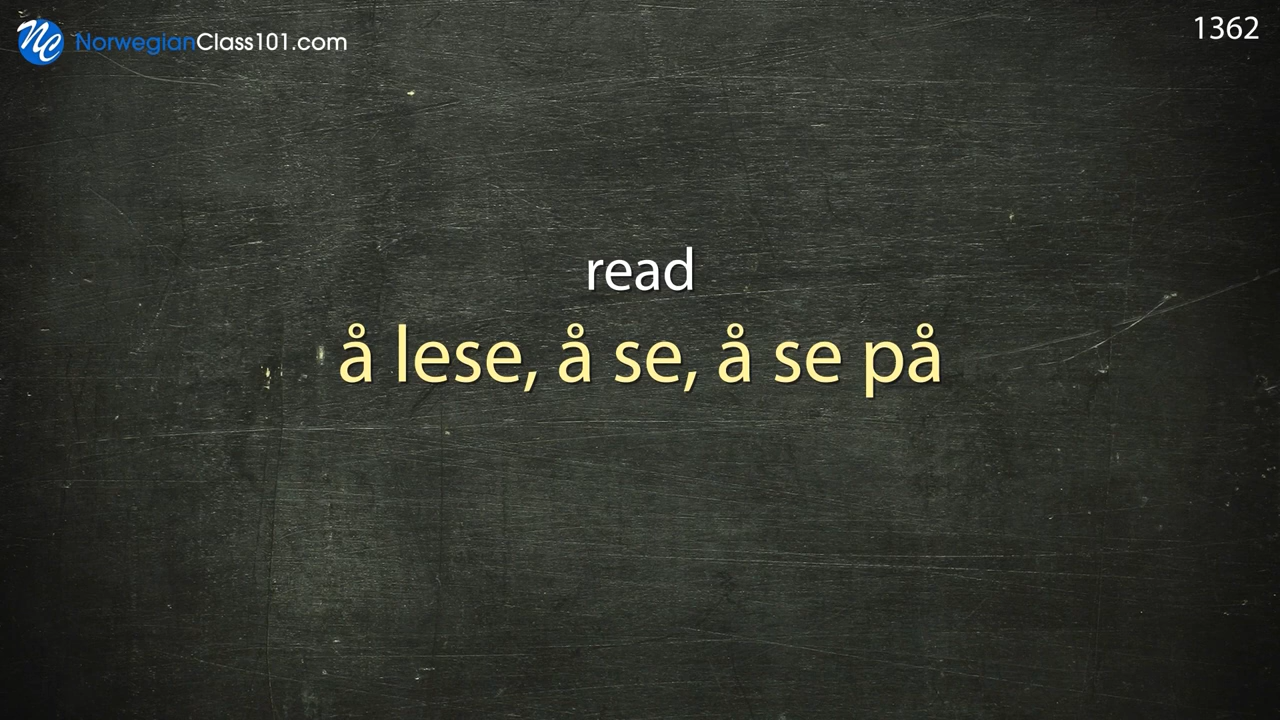 NorwegianClass101.com
1362
read
å lese, å se, å se på